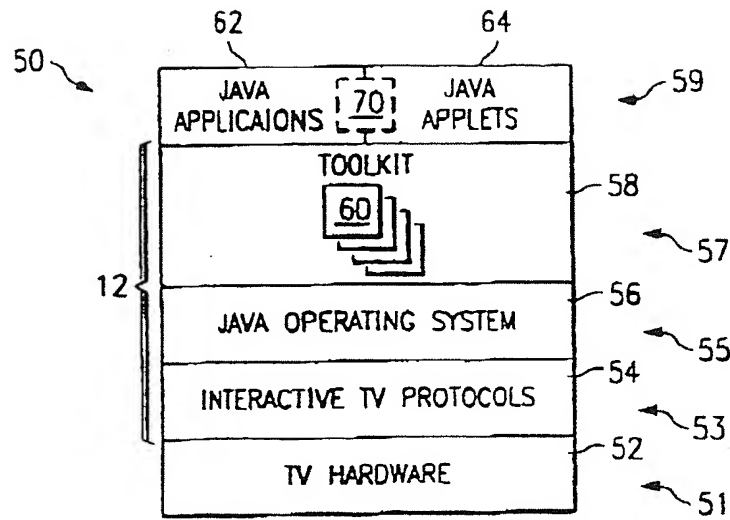 62
64
50
JAVA
APPLICAIONS
70
JAVA
APPLETS
59
TOOLKIT
60
58
57
12
56
JAVA OPERATING SYSTEM
55
54
INTERACTIVE TV PROTOCOLS
53
52
TV HARDWARE
51